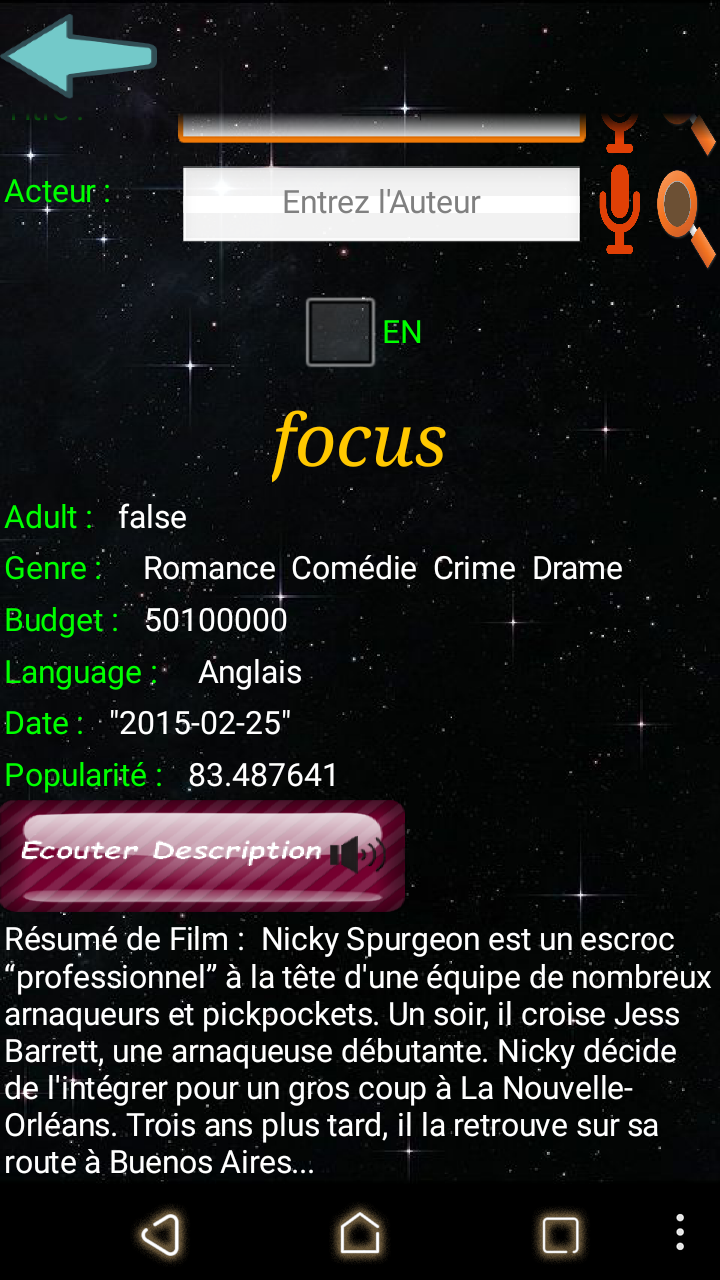 Acteur :
Entrez l'Auteur
EN
focus
Adult : false
Genre : Romance Comédie Crime Drame
Budget : 50100000
Language : Anglais
Date : "2015-02-25"
Popularité : 83.487641
Ecouter Description
Résumé de Film : Nicky Spurgeon est un escroc
“professionnel” à la tête d'une équipe de nombreux
arnaqueurs et pickpockets. Un soir, il croise Jess
Barrett, une arnaqueuse débutante. Nicky décide
de l'intégrer pour un gros coup à La Nouvelle-
Orléans. Trois ans plus tard, il la retrouve sur sa
route à Buenos Aires...